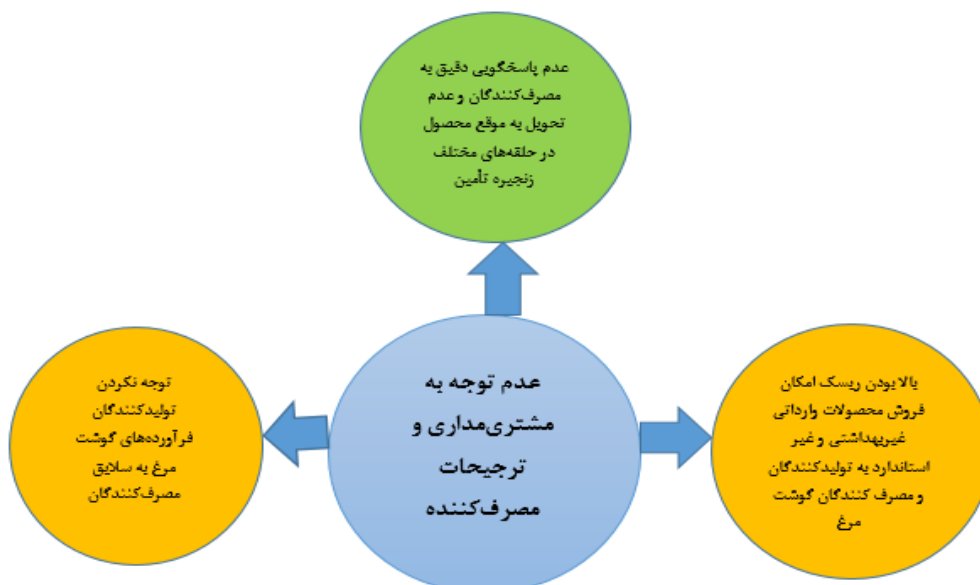 عدم پاسخگویی دقیق به
مصرف‌کنندگان و عدم
تحویل به موقع محصول
در حلقه‌های مختلف
زنجیره تأمین
عدم توجه به
مشتری‌مداری و
ترجیحات
مصرف‌کننده
بالا بودن ریسک امکان
فروش محصولات وارداتی
غیربهداشتی و غیر
استاندارد به تولیدکنندگان
و مصرف کنندگان گوشت
مرغ
توجه نکردن
تولیدکنندگان
فرآورده‌های گوشت
مرغ به سلایق
مصرف‌کنندگان